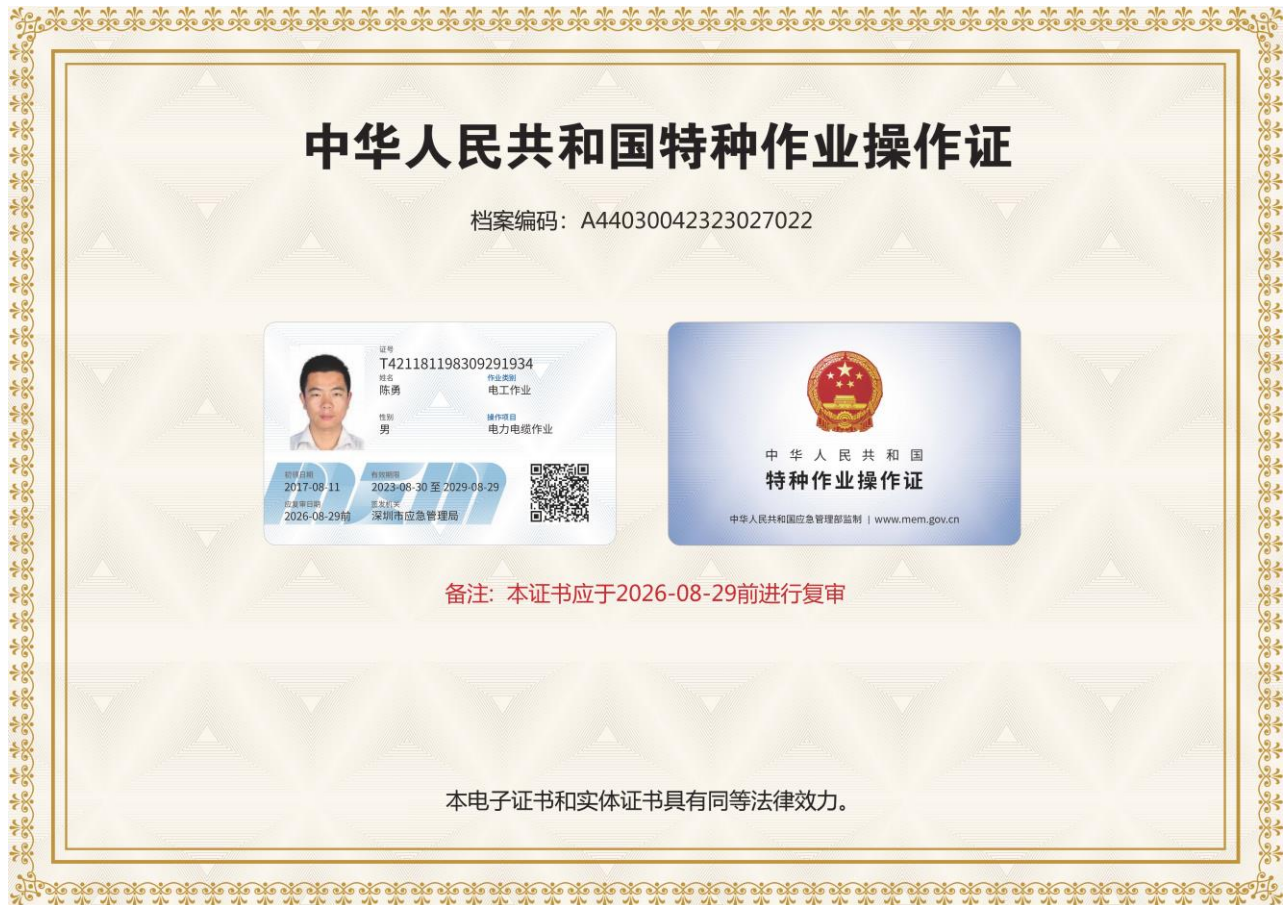 中华人民共和国特种作业操作证
档案编码：A44030042323027022
证号
T421181198309291934
姓名 作业类别
陈勇 电工作业
性别 操作项目
男 电力电缆作业
初领日期 有效期限
2017-08-11 2023-08-30 至 2029-08-29
应复审日期 签发机关
2026-08-29前 深圳市应急管理局
中华人民共和国
特种作业操作证
中华人民共和国应急管理部监制 | www.mem.gov.cn
备注: 本证书应于2026-08-29前进行复审
本电子证书和实体证书具有同等法律效力。